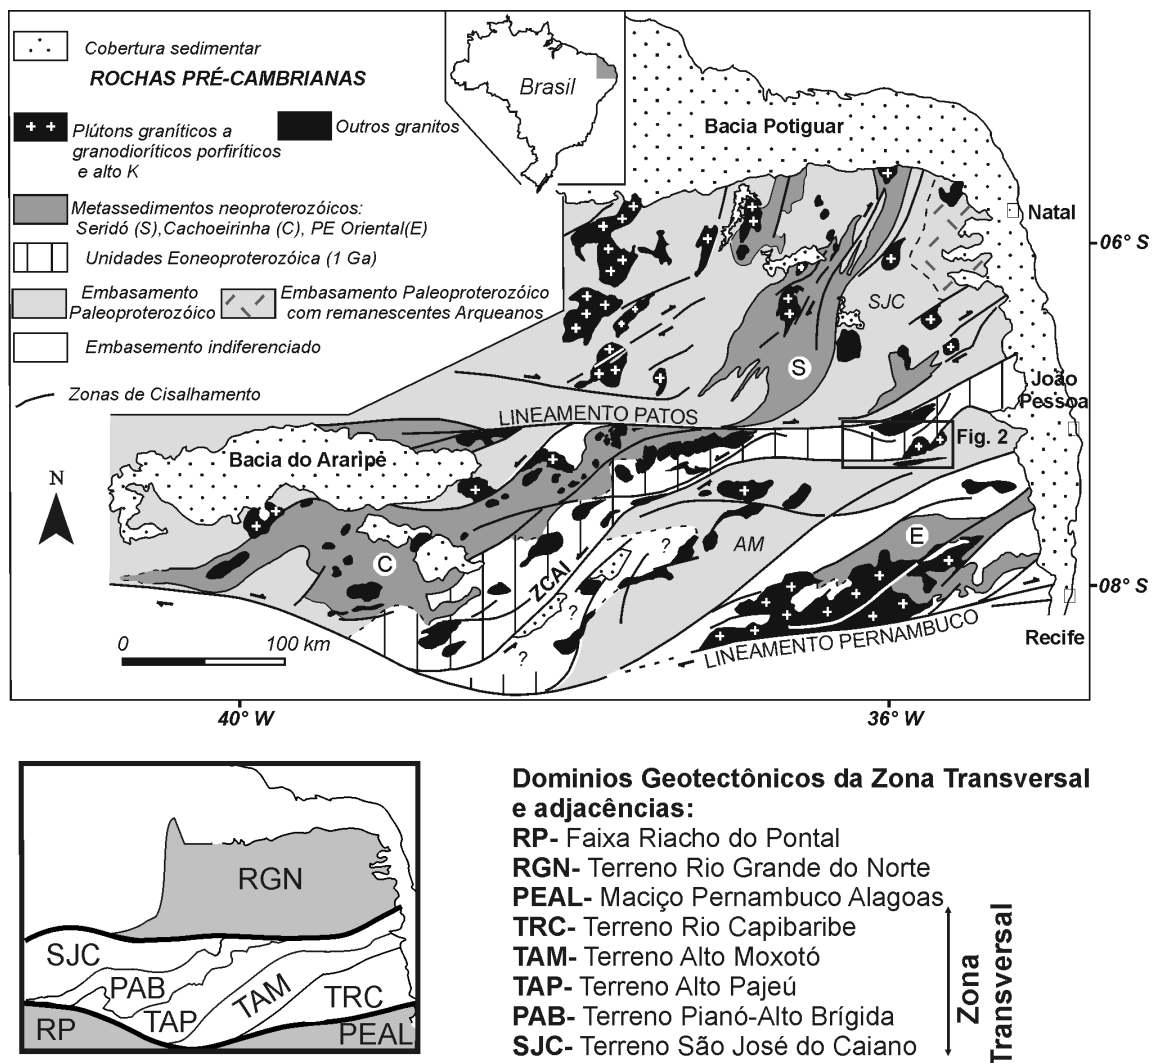 Cobertura sedimentar
ROCHAS PRÉ-CAMBRIANAS
Plútons graníticos a
granodioríticos porfiríticos
e alto K
Outros granitos
Metassedimentos neoproterozóicos:
Seridó (S),Cachoeirinha (C), PE Oriental(E)
Unidades Eoneoproterozóica (1 Ga)
Embasamento
Paleoproterozóico
Embasamento Paleoproterozóico
com remanescentes Arqueanos
Embasemento indiferenciado
Zonas de Cisalhamento
Brasil
Bacia Potiguar
Natal
06° S
SJC
S
João
Pessoa
LINEAMENTO PATOS
Fig. 2
Bacia do Araripe
N
E
AM
?
C
ZCAI
?
?
08° S
0
100 km
LINEAMENTO PERNAMBUCO
Recife
40° W
36° W
RGN
SJC
PAB
TAM
TRC
TAP
RP
PEAL
Dominios Geotectônicos da Zona Transversal
e adjacências:
RP- Faixa Riacho do Pontal
RGN- Terreno Rio Grande do Norte
PEAL- Maciço Pernambuco Alagoas
TRC- Terreno Rio Capibaribe
TAM- Terreno Alto Moxotó
TAP- Terreno Alto Pajeú
PAB- Terreno Pianó-Alto Brígida
SJC- Terreno São José do Caiano
Zona
Transversal